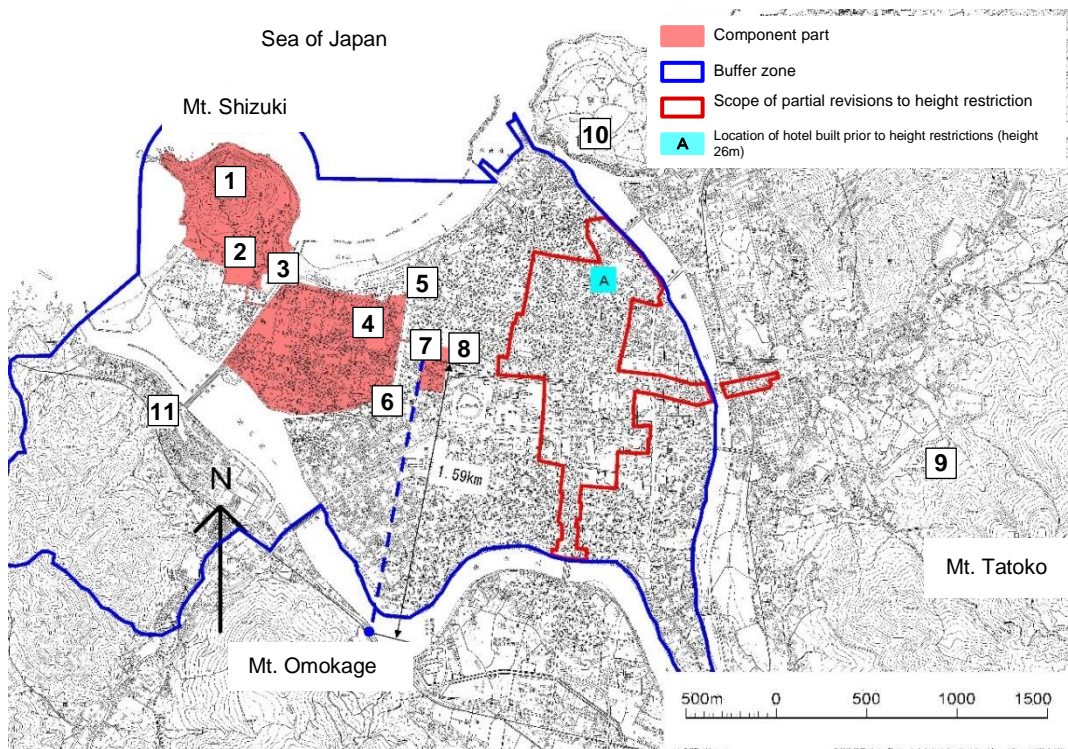 Sea of Japan
Mt. Shizuki
Component part
Buffer zone
Scope of partial revisions to height restriction
A
Location of hotel built prior to height restrictions (height
26m)
10
1
2
3
A
5
4
7
8
6
11
1.59km
9
N
Mt. Tatoko
Mt. Omokage
500m
0
500
1000
1500